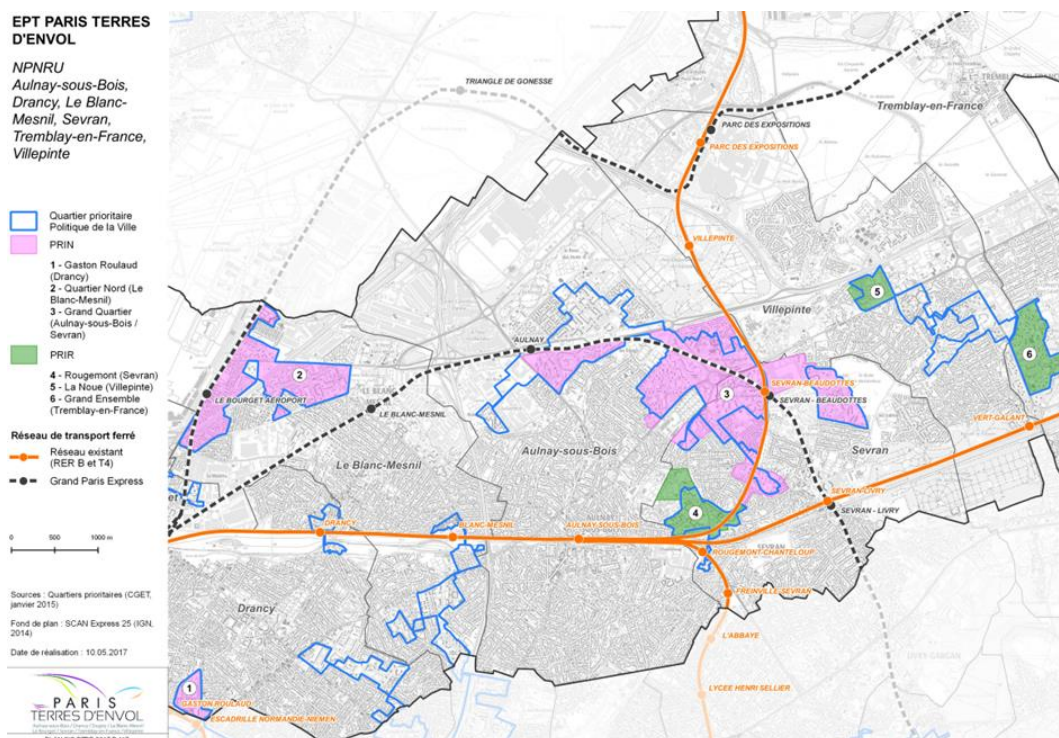 EPT PARIS TERRES
D'ENVOL
NPNRU
Aulnay-sous-Bois,
Drancy, Le Blanc-
Mesnil, Sevran,
Tremblay-en-France,
Villepinte
Quartier prioritaire
Politique de la Ville
PRIN
1 - Gaston Roulaud
(Drancy)
2 - Quartier Nord (Le
Blanc-Mesnil)
3 - Grand Quartier
(Aulnay-sous-Bois /
Sevran)
PRIR
4 - Rougemont (Sevran)
5 - La Noue (Villepinte)
6 - Grand Ensemble
(Tremblay-en-France)
Réseau de transport ferré
Réseau existant
(RER B et T4)
Grand Paris Express
0 500 1000 m
Sources : Quartiers prioritaires (CGET,
janvier 2015)
Fond de plan : SCAN Express 25 (IGN,
2014)
Date de réalisation : 10.05.2017
PARIS
TERRES D'ENVOL
TRIANGLE DE GONESSE
Tremblay-en-France
PARC DES EXPOSITIONS
PARC DES EXPOSITIONS
VILLEPINTE
5
Villepinte
6
AULNAY
2
LE BOURGET AÉROPORT
LE BLANC-MESNIL
3
SEVRAN-BEAUDOTTES
SEVRAN - BEAUDOTTES
VERT-GALANT
Aulnay-sous-Bois
Sevran
Le Blanc-Mesnil
SEVRAN-LIVRY
SEVRAN - LIVRY
4
DRANCY
BLANC-MESNIL
AULNAY-SOUS-BOIS
ROUGEMONT-CHANTELOUP
FREINVILLE-SEVRAN
Drancy
L'ABBAYE
LIVRY-GARGAN
1
GASTON ROULAUD
LYCEE HENRI SELLIER
ESCADRILLE NORMANDIE-NIEMEN